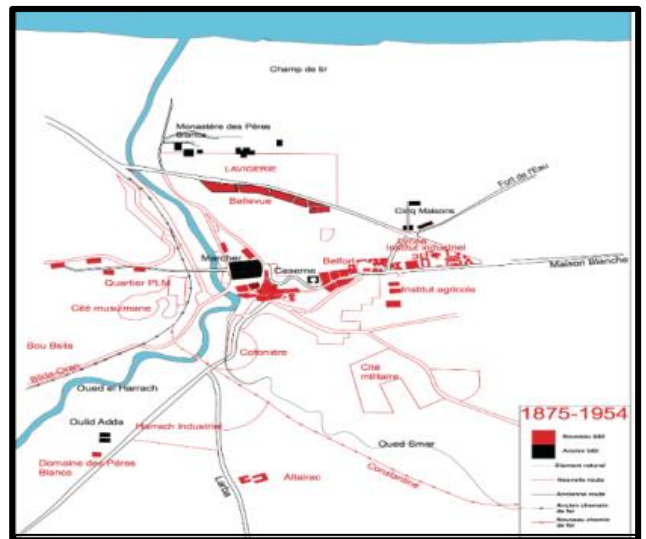 Champ de tir
Monastère des Pères
Blancs
LAVIGERIE
Fort de l'Eau
Bellevue
Cinq Maisons
Institut industriel
Marcher
Caserne
Belfort
Maison Blanche
Quartier PLM
Institut agricole
Cité musulmane
Cotonière
Bou Bella
Cité
militaire
Blida-Oran
Oued el Harrach
1875-1954
Oulid Adda
Harrach Industriel
Nouveau bâti
Oued Smar
Ancien bâti
Domaine des Pères
Blancs
Element naturel
Altairac
Constantine
Nouvelle route
Larba
Ancienne route
Ancien chemin
de fer
Nouveau chemin
de fer